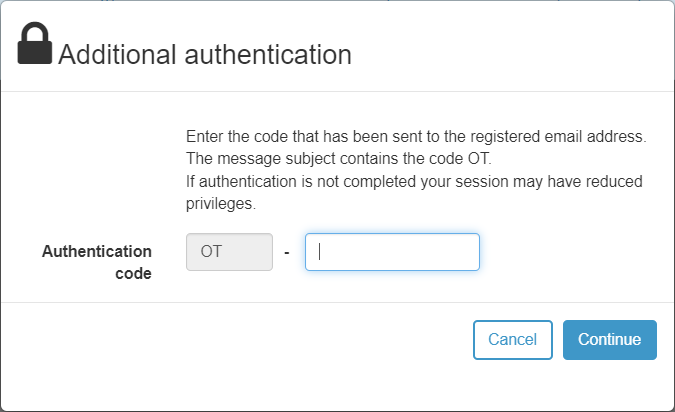 Additional authentication
Enter the code that has been sent to the registered email address.
The message subject contains the code OT.
If authentication is not completed your session may have reduced
privileges.
Authentication
code
OT
-
Cancel
Continue